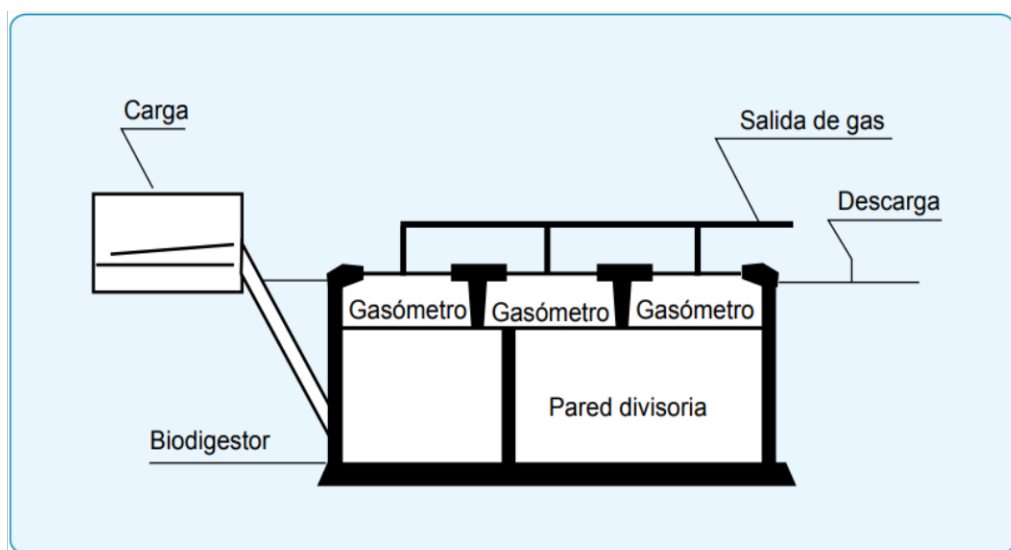 Carga
Salida de gas
Descarga
Gasómetro
Gasómetro
Gasómetro
Pared divisoria
Biodigestor